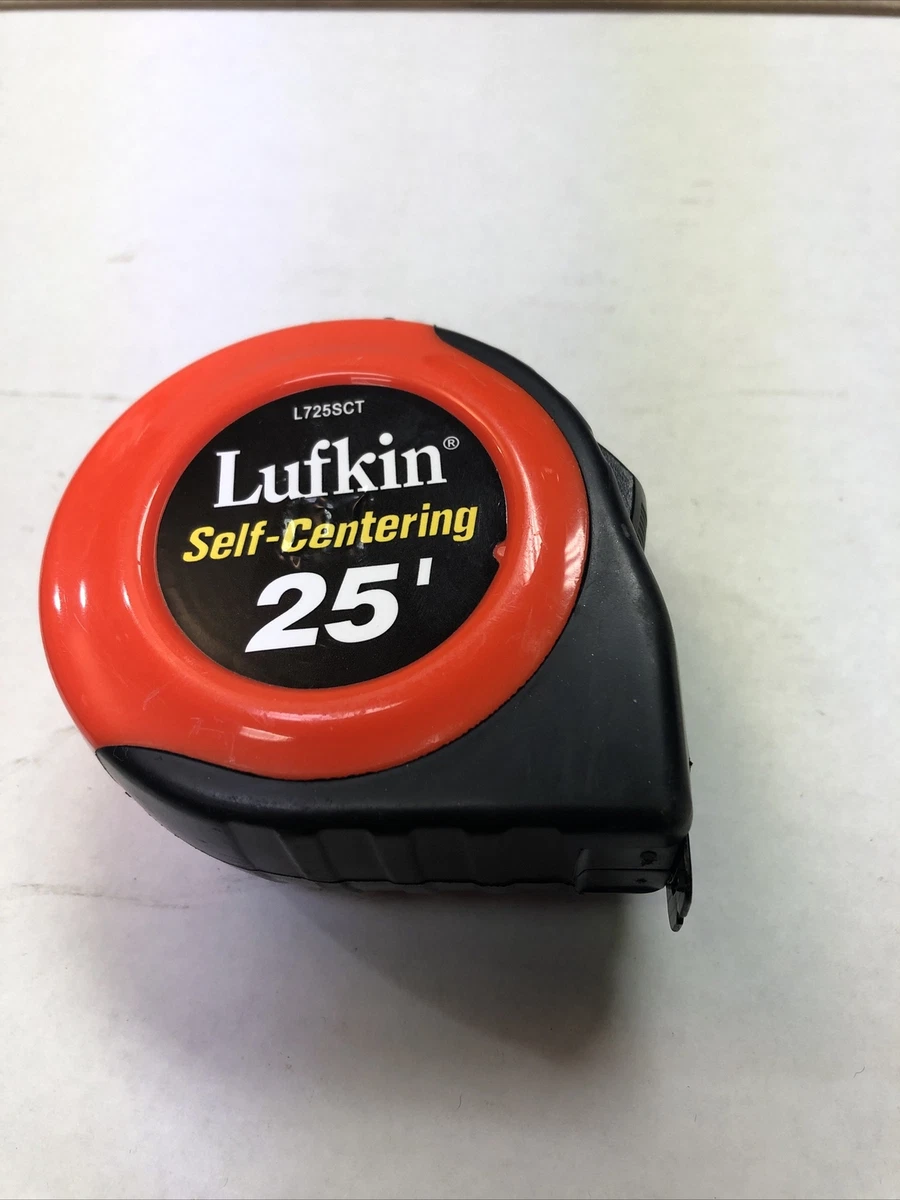 L725SCT
Lufkin®
Self-Centering
25'